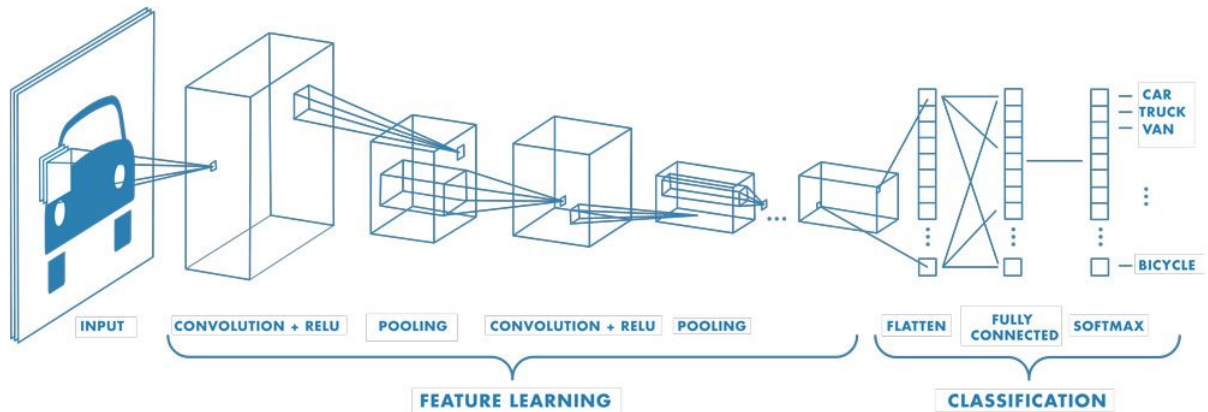 CAR
TRUCK
VAN
BICYCLE
INPUT
CONVOLUTION + RELU
POOLING
CONVOLUTION + RELU
POOLING
FLATTEN
FULLY
CONNECTED
SOFTMAX
FEATURE LEARNING
CLASSIFICATION